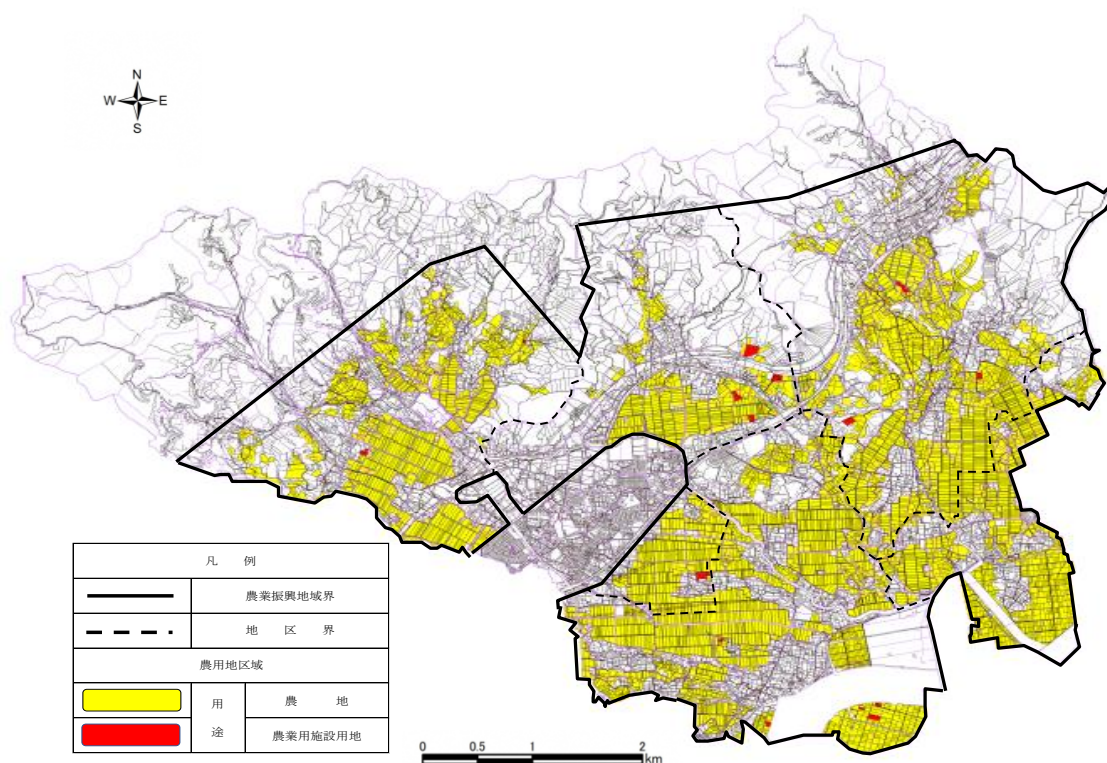 N
W E
S
凡 例
農業振興地域界
地 区 界
農用地区域
用途
農 地
農業用施設用地
0 0.5 1 2
km